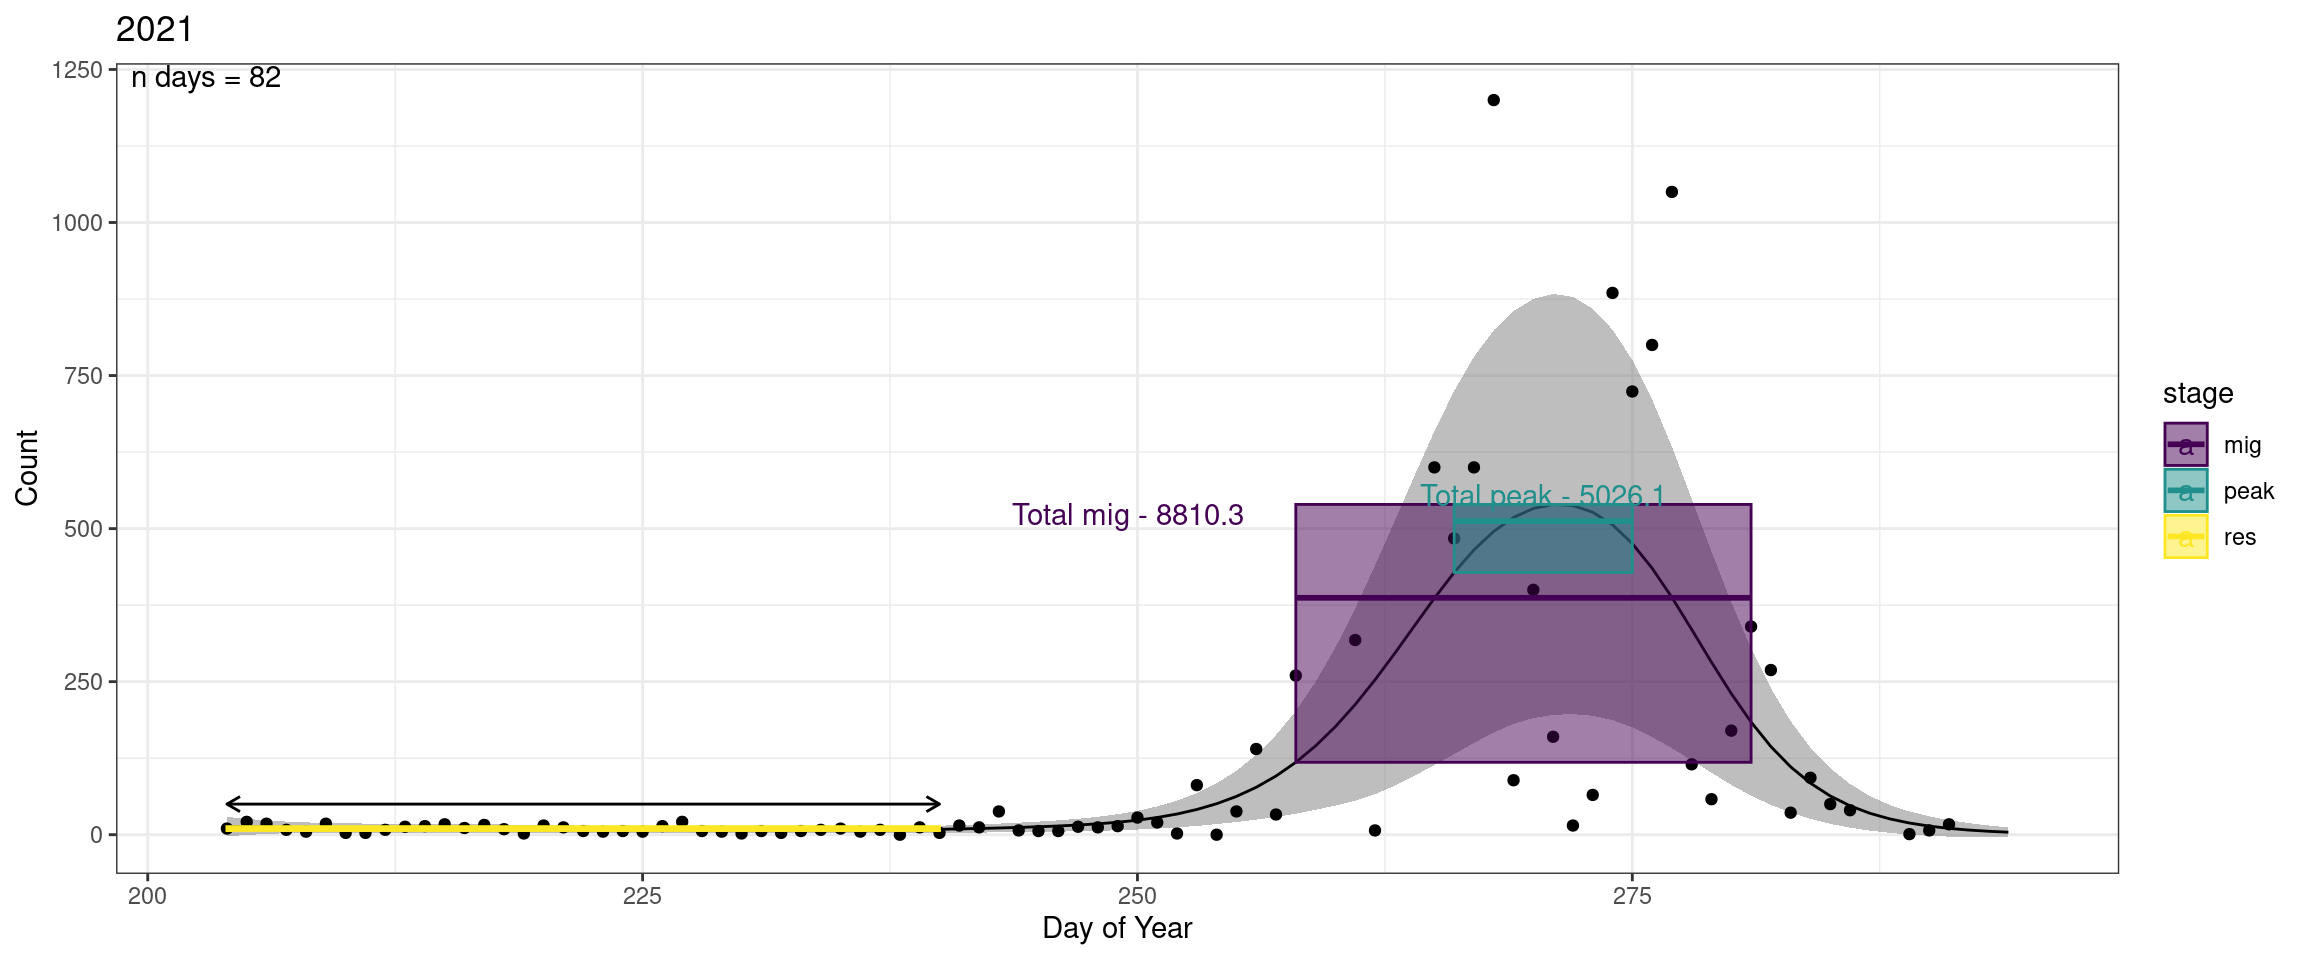 2021
n days = 82
1250
1000
750
500
250
0
Count
Total mig - 8810.3
Total peak - 5026.1
200
225
250
275
Day of Year
stage
a mig
a peak
a res